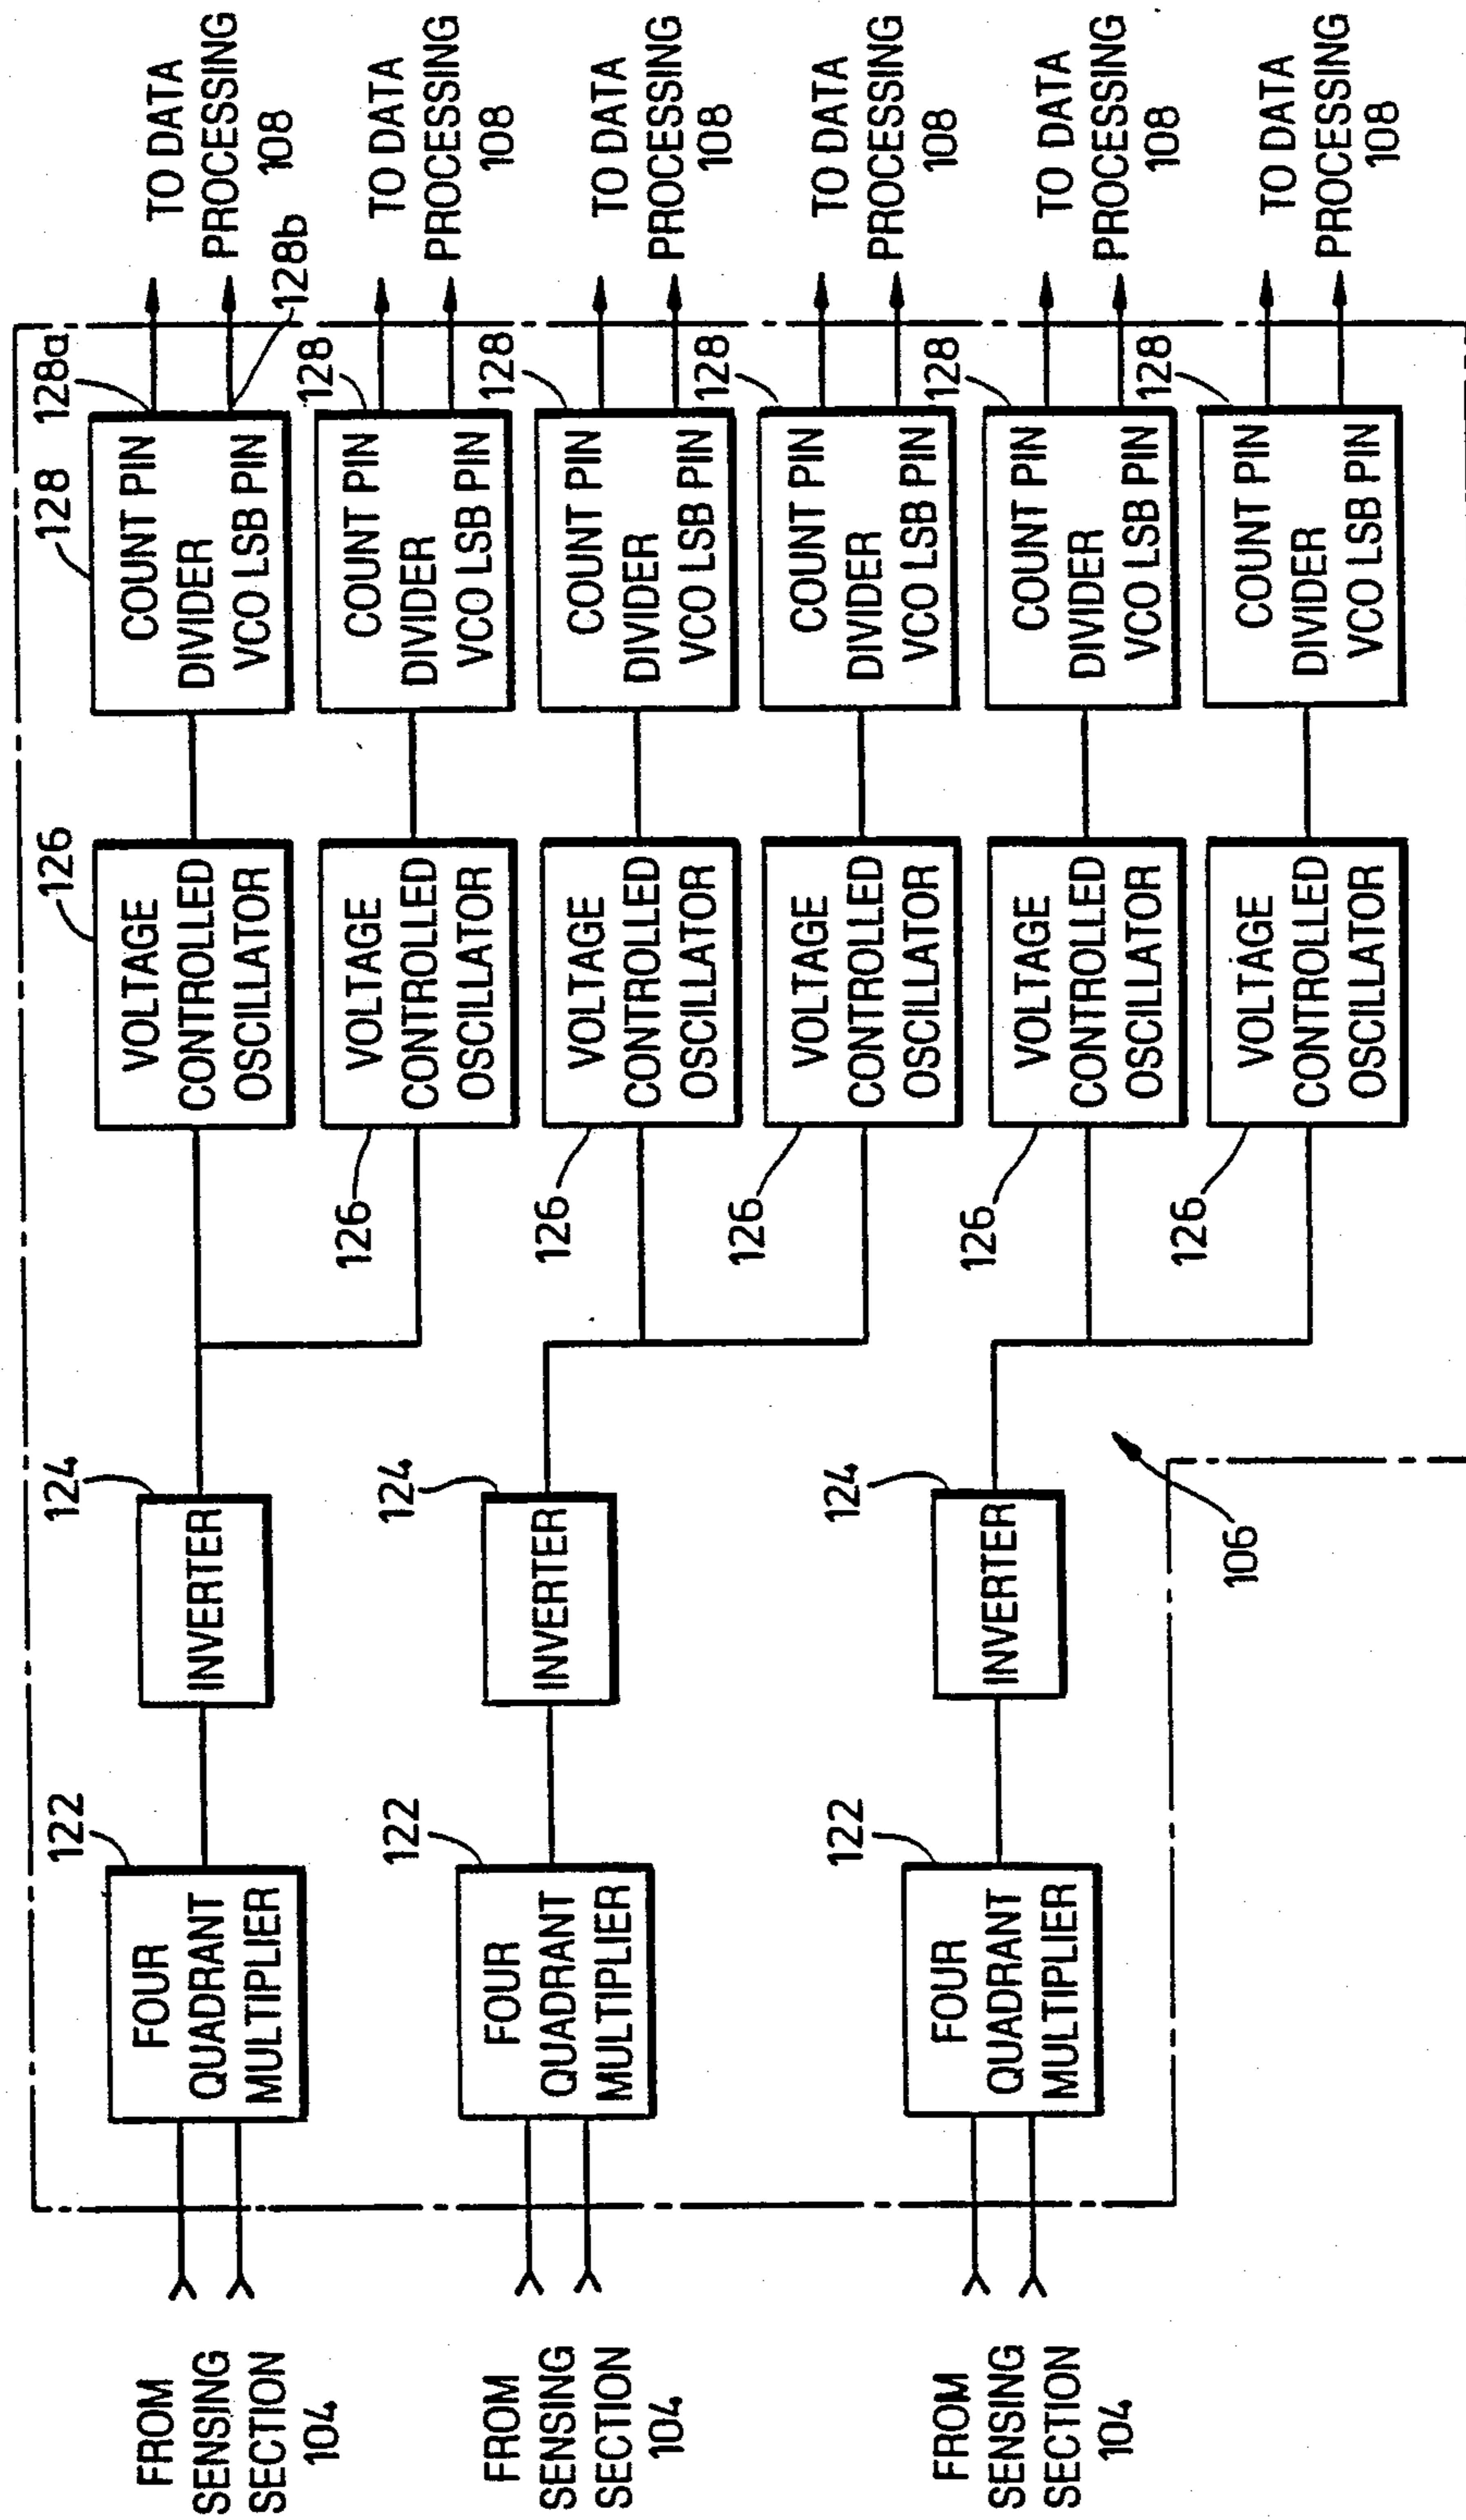 FROM
SENSING
SECTION
104
122
FOUR
QUADRANT
MULTIPLIER
124
INVERTER
126
VOLTAGE
CONTROLLED
OSCILLATOR
128
COUNT PIN
DIVIDER
VCO LSB PIN
128a
128b
TO DATA
PROCESSING
108
126
VOLTAGE
CONTROLLED
OSCILLATOR
128
COUNT PIN
DIVIDER
VCO LSB PIN
TO DATA
PROCESSING
108
FROM
SENSING
SECTION
104
122
FOUR
QUADRANT
MULTIPLIER
124
INVERTER
126
VOLTAGE
CONTROLLED
OSCILLATOR
128
COUNT PIN
DIVIDER
VCO LSB PIN
TO DATA
PROCESSING
108
126
VOLTAGE
CONTROLLED
OSCILLATOR
128
COUNT PIN
DIVIDER
VCO LSB PIN
TO DATA
PROCESSING
108
FROM
SENSING
SECTION
104
122
FOUR
QUADRANT
MULTIPLIER
124
INVERTER
126
VOLTAGE
CONTROLLED
OSCILLATOR
128
COUNT PIN
DIVIDER
VCO LSB PIN
TO DATA
PROCESSING
108
126
VOLTAGE
CONTROLLED
OSCILLATOR
128
COUNT PIN
DIVIDER
VCO LSB PIN
TO DATA
PROCESSING
108
106